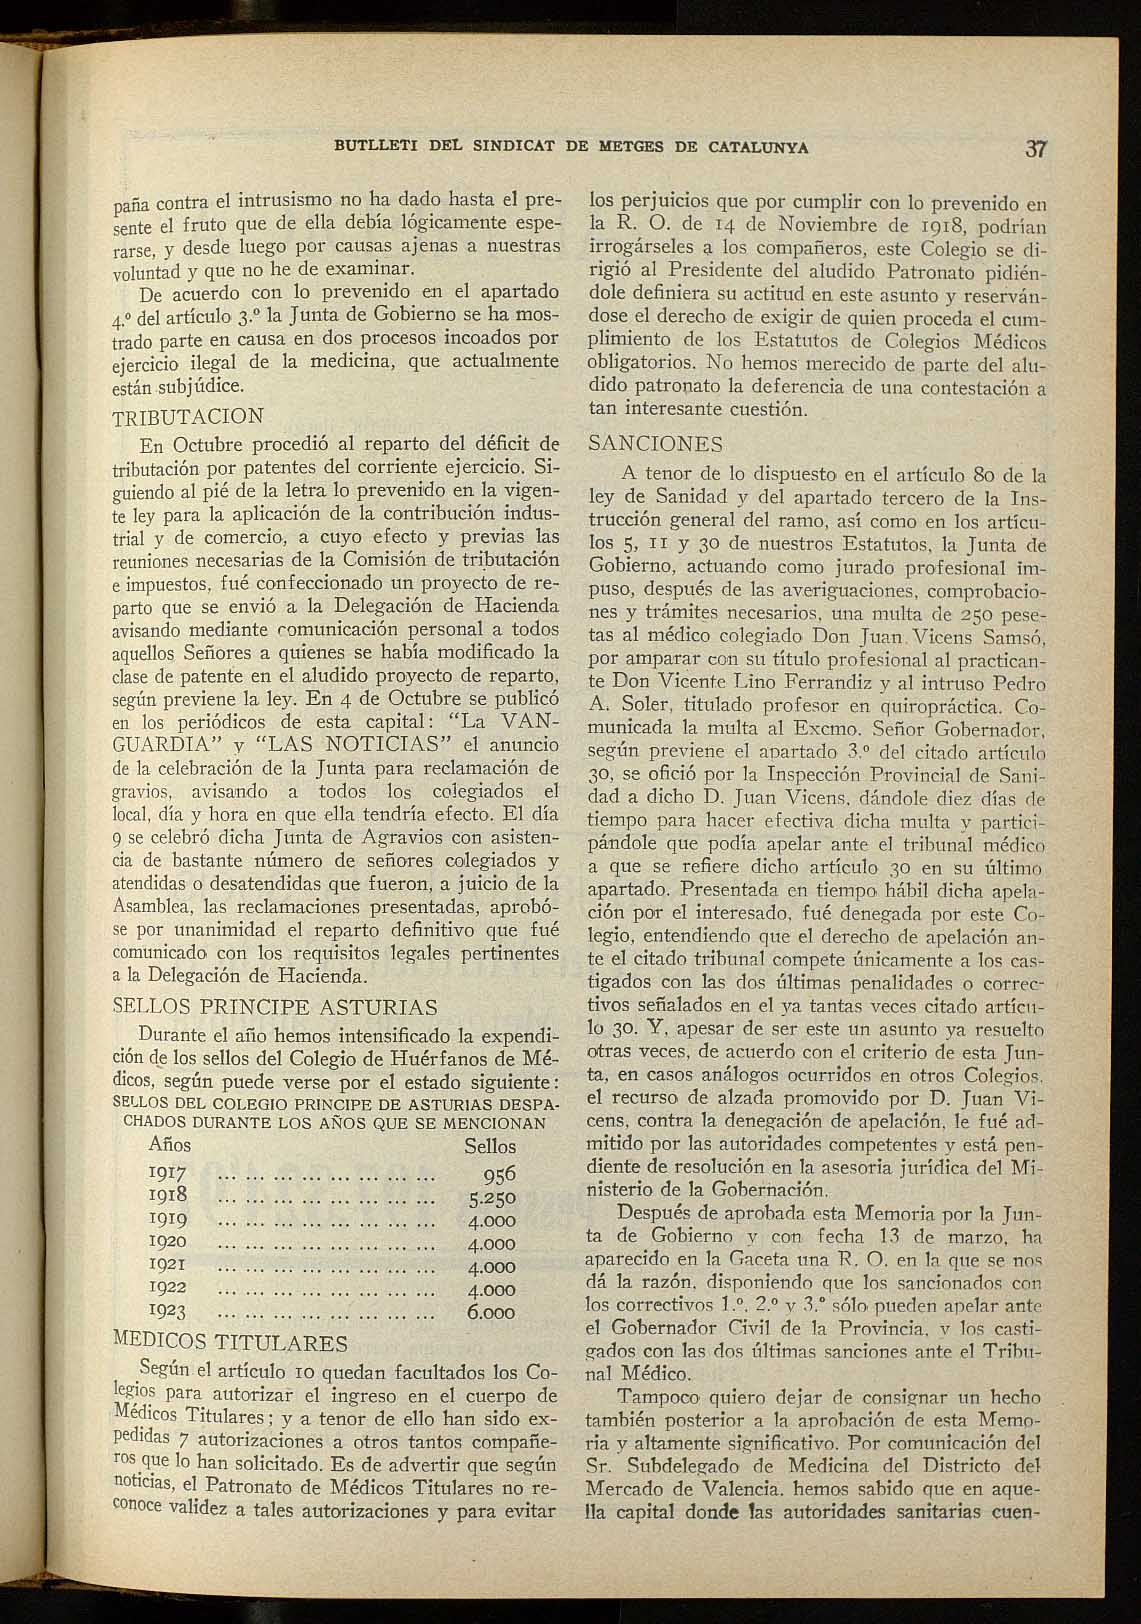 BUTLLETI DEL SINDICAT DE METGES DE CATALUNYA 37
paña contra el intrusismo no ha dado hasta el pre-
sente el fruto que de ella debía lógicamente espe-
rarse, y desde luego por causas ajenas a nuestras
voluntad y que no he de examinar.
De acuerdo con lo prevenido en el apartado
4.º del artículo 3.º la Junta de Gobierno se ha mos-
trado parte en causa en dos procesos incoados por
ejercicio ilegal de la medicina, que actualmente
están subjúdice.
TRIBUTACION
En Octubre procedió al reparto del déficit de
tributación por patentes del corriente ejercicio. Si-
guiendo al pié de la letra lo prevenido en la vigen-
te ley para la aplicación de la contribución indus-
trial y de comercio, a cuyo efecto y previas las
reuniones necesarias de la Comisión de tributación
e impuestos, fué confeccionado un proyecto de re-
parto que se envió a la Delegación de Hacienda
avisando mediante comunicación personal a todos
aquellos Señores a quienes se había modificado la
clase de patente en el aludido proyecto de reparto,
según previene la ley. En 4 de Octubre se publicó
en los periódicos de esta capital: “La VAN-
GUARDIA” y “LAS NOTICIAS” el anuncio
de la celebración de la Junta para reclamación de
gravios, avisando a todos los colegiados el
local, día y hora en que ella tendría efecto. El día
9 se celebró dicha Junta de Agravios con asisten-
cia de bastante número de señores colegiados y
atendidas o desatendidas que fueron, a juicio de la
Asamblea, las reclamaciones presentadas, aprobó-
se por unanimidad el reparto definitivo que fué
comunicado con los requisitos legales pertinentes
a la Delegación de Hacienda.
SELLOS PRINCIPE ASTURIAS
Durante el año hemos intensificado la expendi-
ción de los sellos del Colegio de Huérfanos de Mé-
dicos, según puede verse por el estado siguiente:
SELLOS DEL COLEGIO PRINCIPE DE ASTURIAS DESPA-
CHADOS DURANTE LOS AÑOS QUE SE MENCIONAN
Años Sellos
1917 ... ... ... ... ... ... ... ... 956
1918 ... ... ... ... ... ... ... ... 5.250
1919 ... ... ... ... ... ... ... ... 4.000
1920 ... ... ... ... ... ... ... ... 4.000
1921 ... ... ... ... ... ... ... ... 4.000
1922 ... ... ... ... ... ... ... ... 4.000
1923 ... ... ... ... ... ... ... ... 6.000
MEDICOS TITULARES
Según el artículo 10 quedan facultados los Co-
legios para autorizar el ingreso en el cuerpo de
Médicos Titulares; y a tenor de ello han sido ex-
pedidas 7 autorizaciones a otros tantos compañe-
ros que lo han solicitado. Es de advertir que según
noticias, el Patronato de Médicos Titulares no re-
conoce validez a tales autorizaciones y para evitar
los perjuicios que por cumplir con lo prevenido en
la R. O. de 14 de Noviembre de 1918, podrían
irrogárseles a los compañeros, este Colegio se di-
rigió al Presidente del aludido Patronato pidién-
dole definiera su actitud en este asunto y reserván-
dose el derecho de exigir de quien proceda el cum-
plimiento de los Estatutos de Colegios Médicos
obligatorios. No hemos merecido de parte del alu-
dido patronato la deferencia de una contestación a
tan interesante cuestión.
SANCIONES
A tenor de lo dispuesto en el artículo 80 de la
ley de Sanidad y del apartado tercero de la Ins-
trucción general del ramo, así como en los artícu-
los 5, 11 y 30 de nuestros Estatutos, la Junta de
Gobierno, actuando como jurado profesional im-
puso, después de las averiguaciones, comprobacio-
nes y trámites necesarios, una multa de 250 pese-
tas al médico colegiado Don Juan Vicens Samsó,
por amparar con su título profesional al practican-
te Don Vicente Lino Ferrandiz y al intruso Pedro
A. Soler, titulado profesor en quiropráctica. Co-
municada la multa al Excmo. Señor Gobernador,
según previene el apartado 3.º del citado artículo
30, se ofició por la Inspección Provincial de Sani-
dad a dicho D. Juan Vicens, dándole diez días de
tiempo para hacer efectiva dicha multa y partici-
pándole que podía apelar ante el tribunal médico
a que se refiere dicho artículo 30 en su último
apartado. Presentada en tiempo hábil dicha apela-
ción por el interesado, fué denegada por este Co-
legio, entendiendo que el derecho de apelación an-
te el citado tribunal compete únicamente a los cas-
tigados con las dos últimas penalidades o correc-
tivos señalados en el ya tantas veces citado artícu-
lo 30. Y, apesar de ser este un asunto ya resuelto
otras veces, de acuerdo con el criterio de esta Jun-
ta, en casos análogos ocurridos en otros Colegios,
el recurso de alzada promovido por D. Juan Vi-
cens, contra la denegación de apelación, le fué ad-
mitido por las autoridades competentes y está pen-
diente de resolución en la asesoria jurídica del Mi-
nisterio de la Gobernación.
Después de aprobada esta Memoria por la Jun-
ta de Gobierno y con fecha 13 de marzo, ha
aparecido en la Gaceta una R. O. en la que se nos
dá la razón, disponiendo que los sancionados con
los correctivos 1.º, 2.º y 3.º sólo pueden apelar ante
el Gobernador Civil de la Provincia, y los casti-
gados con las dos últimas sanciones ante el Tribu-
nal Médico.
Tampoco quiero dejar de consignar un hecho
también posterior a la aprobación de esta Memo-
ria y altamente significativo. Por comunicación del
Sr. Subdelegado de Medicina del Districto del
Mercado de Valencia, hemos sabido que en aque-
lla capital donde las autoridades sanitarias cuen-